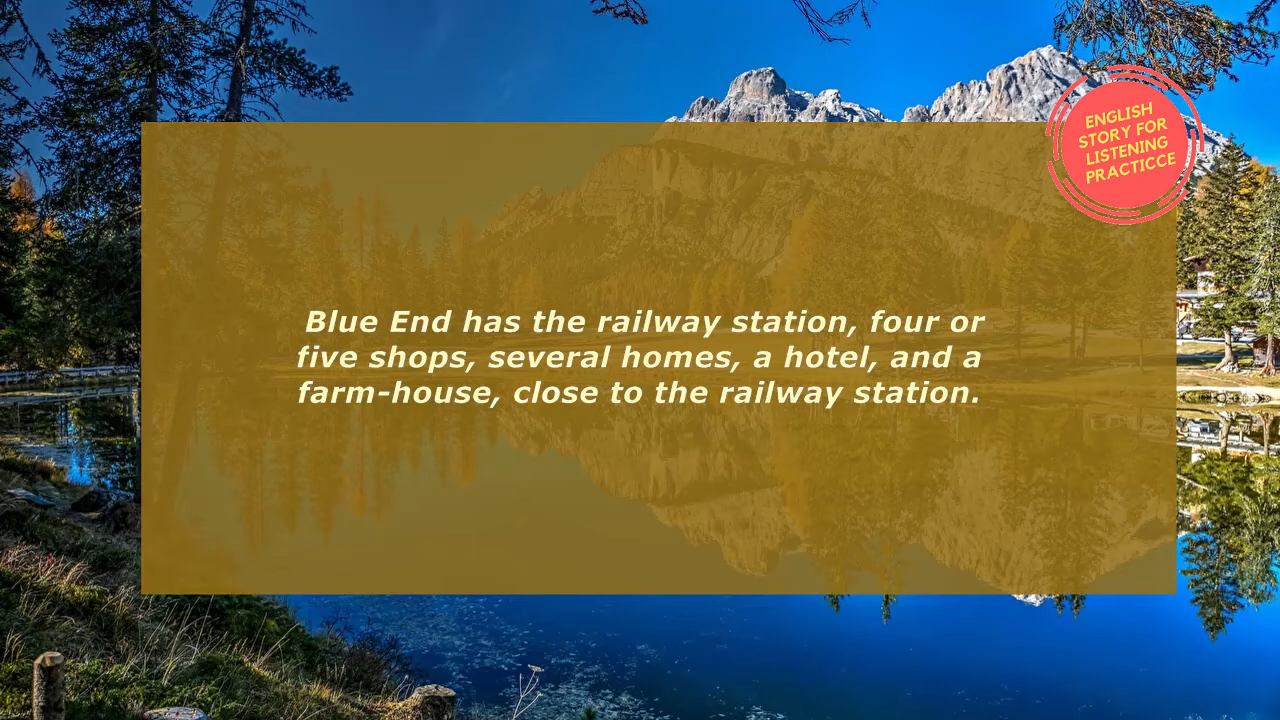 ENGLISH
STORY FOR
LISTENING
PRACTICCE
Blue End has the railway station, four or
five shops, several homes, a hotel, and a
farm-house, close to the railway station.